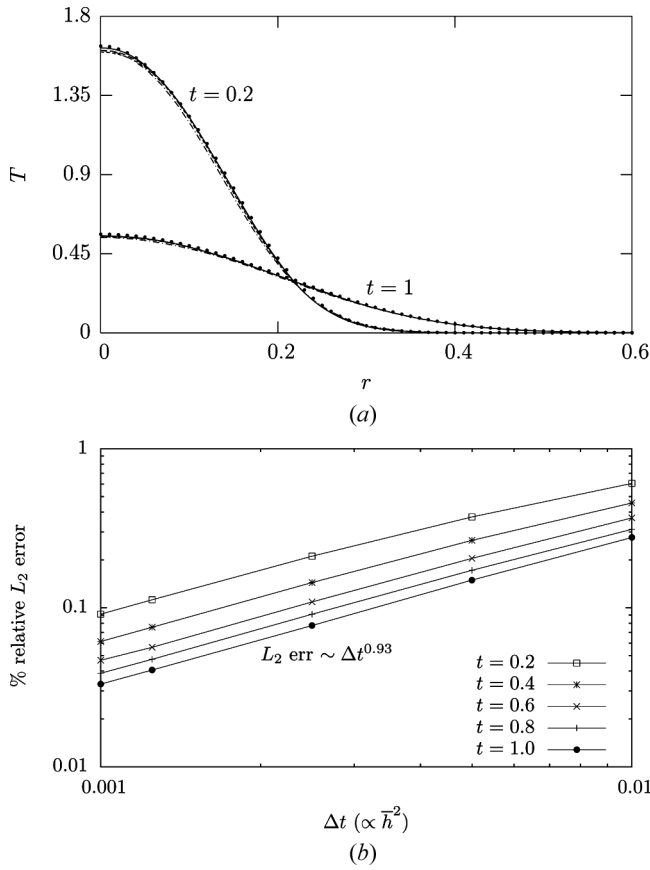 1.8
1.35
0.9
0.45
0
T
t = 0.2
t = 1
0 0.2 0.4 0.6
r
(a)
1
0.1
0.01
% relative L₂ error
L₂ err ∼ Δt^0.93
t = 0.2
t = 0.4
t = 0.6
t = 0.8
t = 1.0
0.001 0.01
Δt (∝ h̅²)
(b)